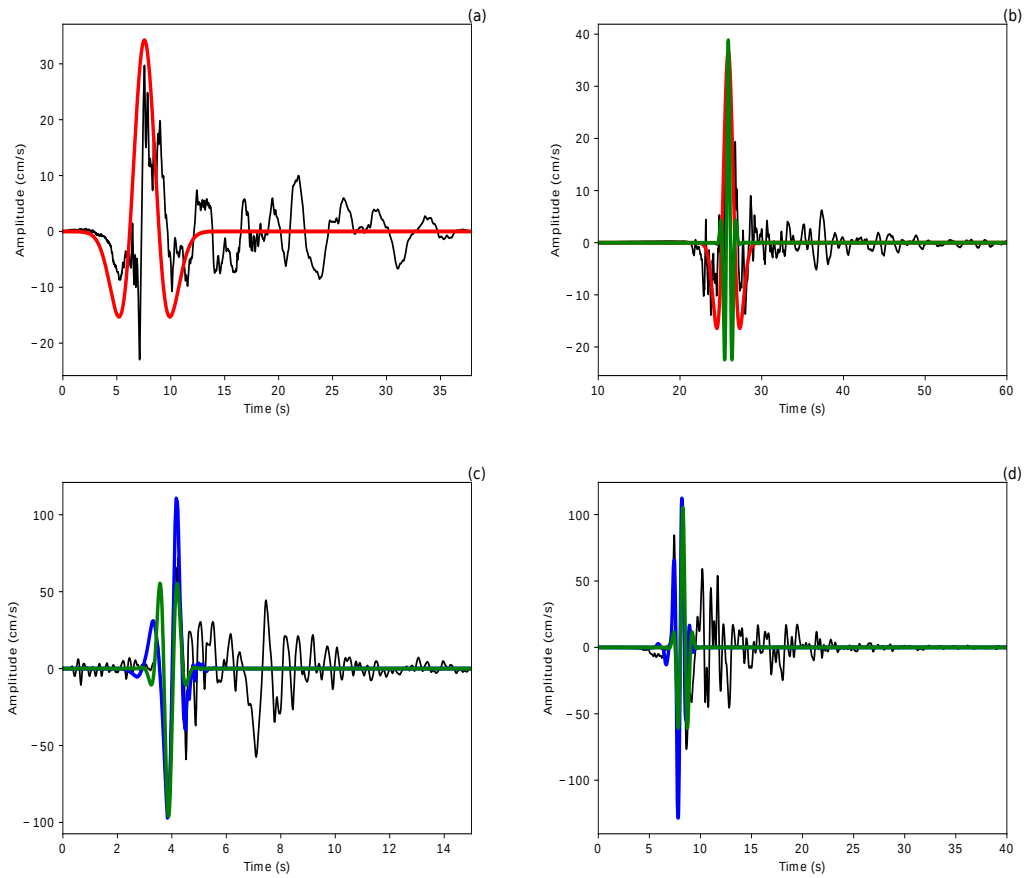 (a)
30
20
10
0
−10
−20
Amplitude (cm/s)
0 5 10 15 20 25 30 35
Time (s)
(b)
40
30
20
10
0
−10
−20
Amplitude (cm/s)
10 20 30 40 50 60
Time (s)
(c)
100
50
0
−50
−100
Amplitude (cm/s)
0 2 4 6 8 10 12 14
Time (s)
(d)
100
50
0
−50
−100
Amplitude (cm/s)
0 5 10 15 20 25 30 35 40
Time (s)